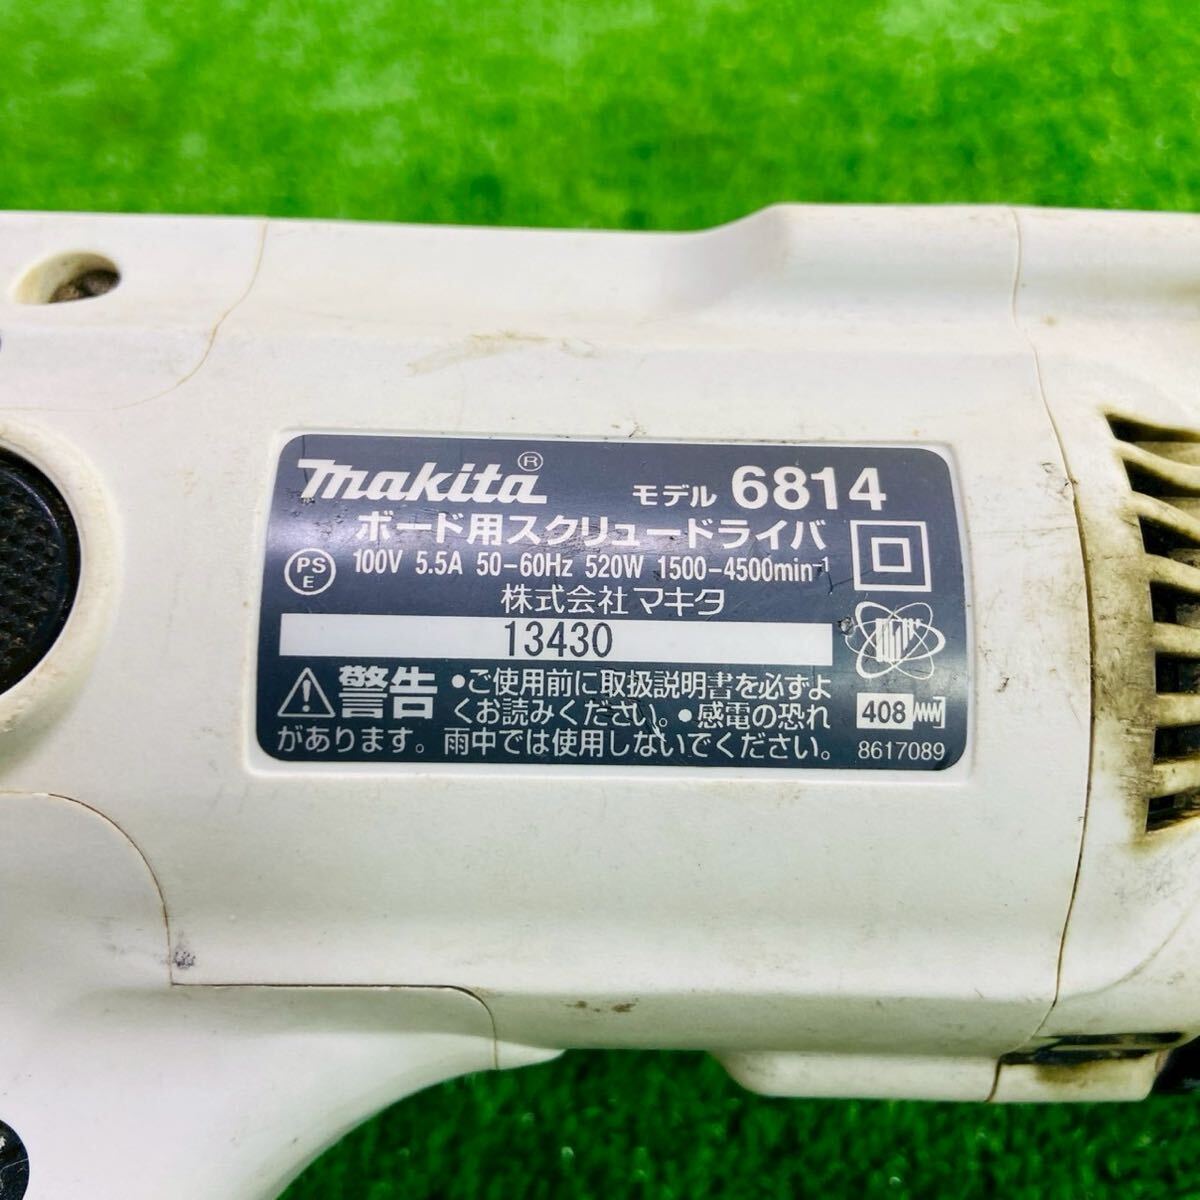 makita®
モデル 6814
ボード用スクリュードライバ
PS E 100V 5.5A 50-60Hz 520W 1500-4500min⁻¹
株式会社マキタ
13430
警告 •ご使用前に取扱説明書を必ずよ
くお読みください。•感電の恐れ
があります。雨中では使用しないでください。
408
8617089